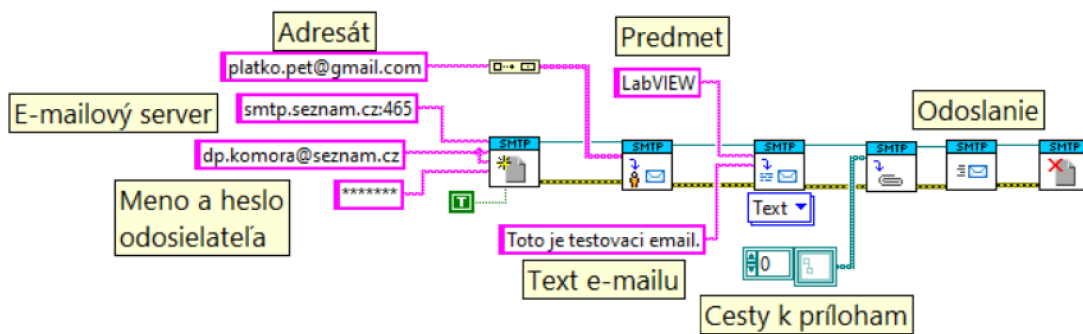 Adresát
platko.pet@gmail.com
Predmet
LabVIEW
E-mailový server
smtp.seznam.cz:465
Odoslanie
dp.komora@seznam.cz
SMTP
SMTP
SMTP
SMTP
SMTP
SMTP
*******
Meno a heslo
odosielateľa
T
Text
Toto je testovaci email.
Text e-mailu
0
Cesty k príloham